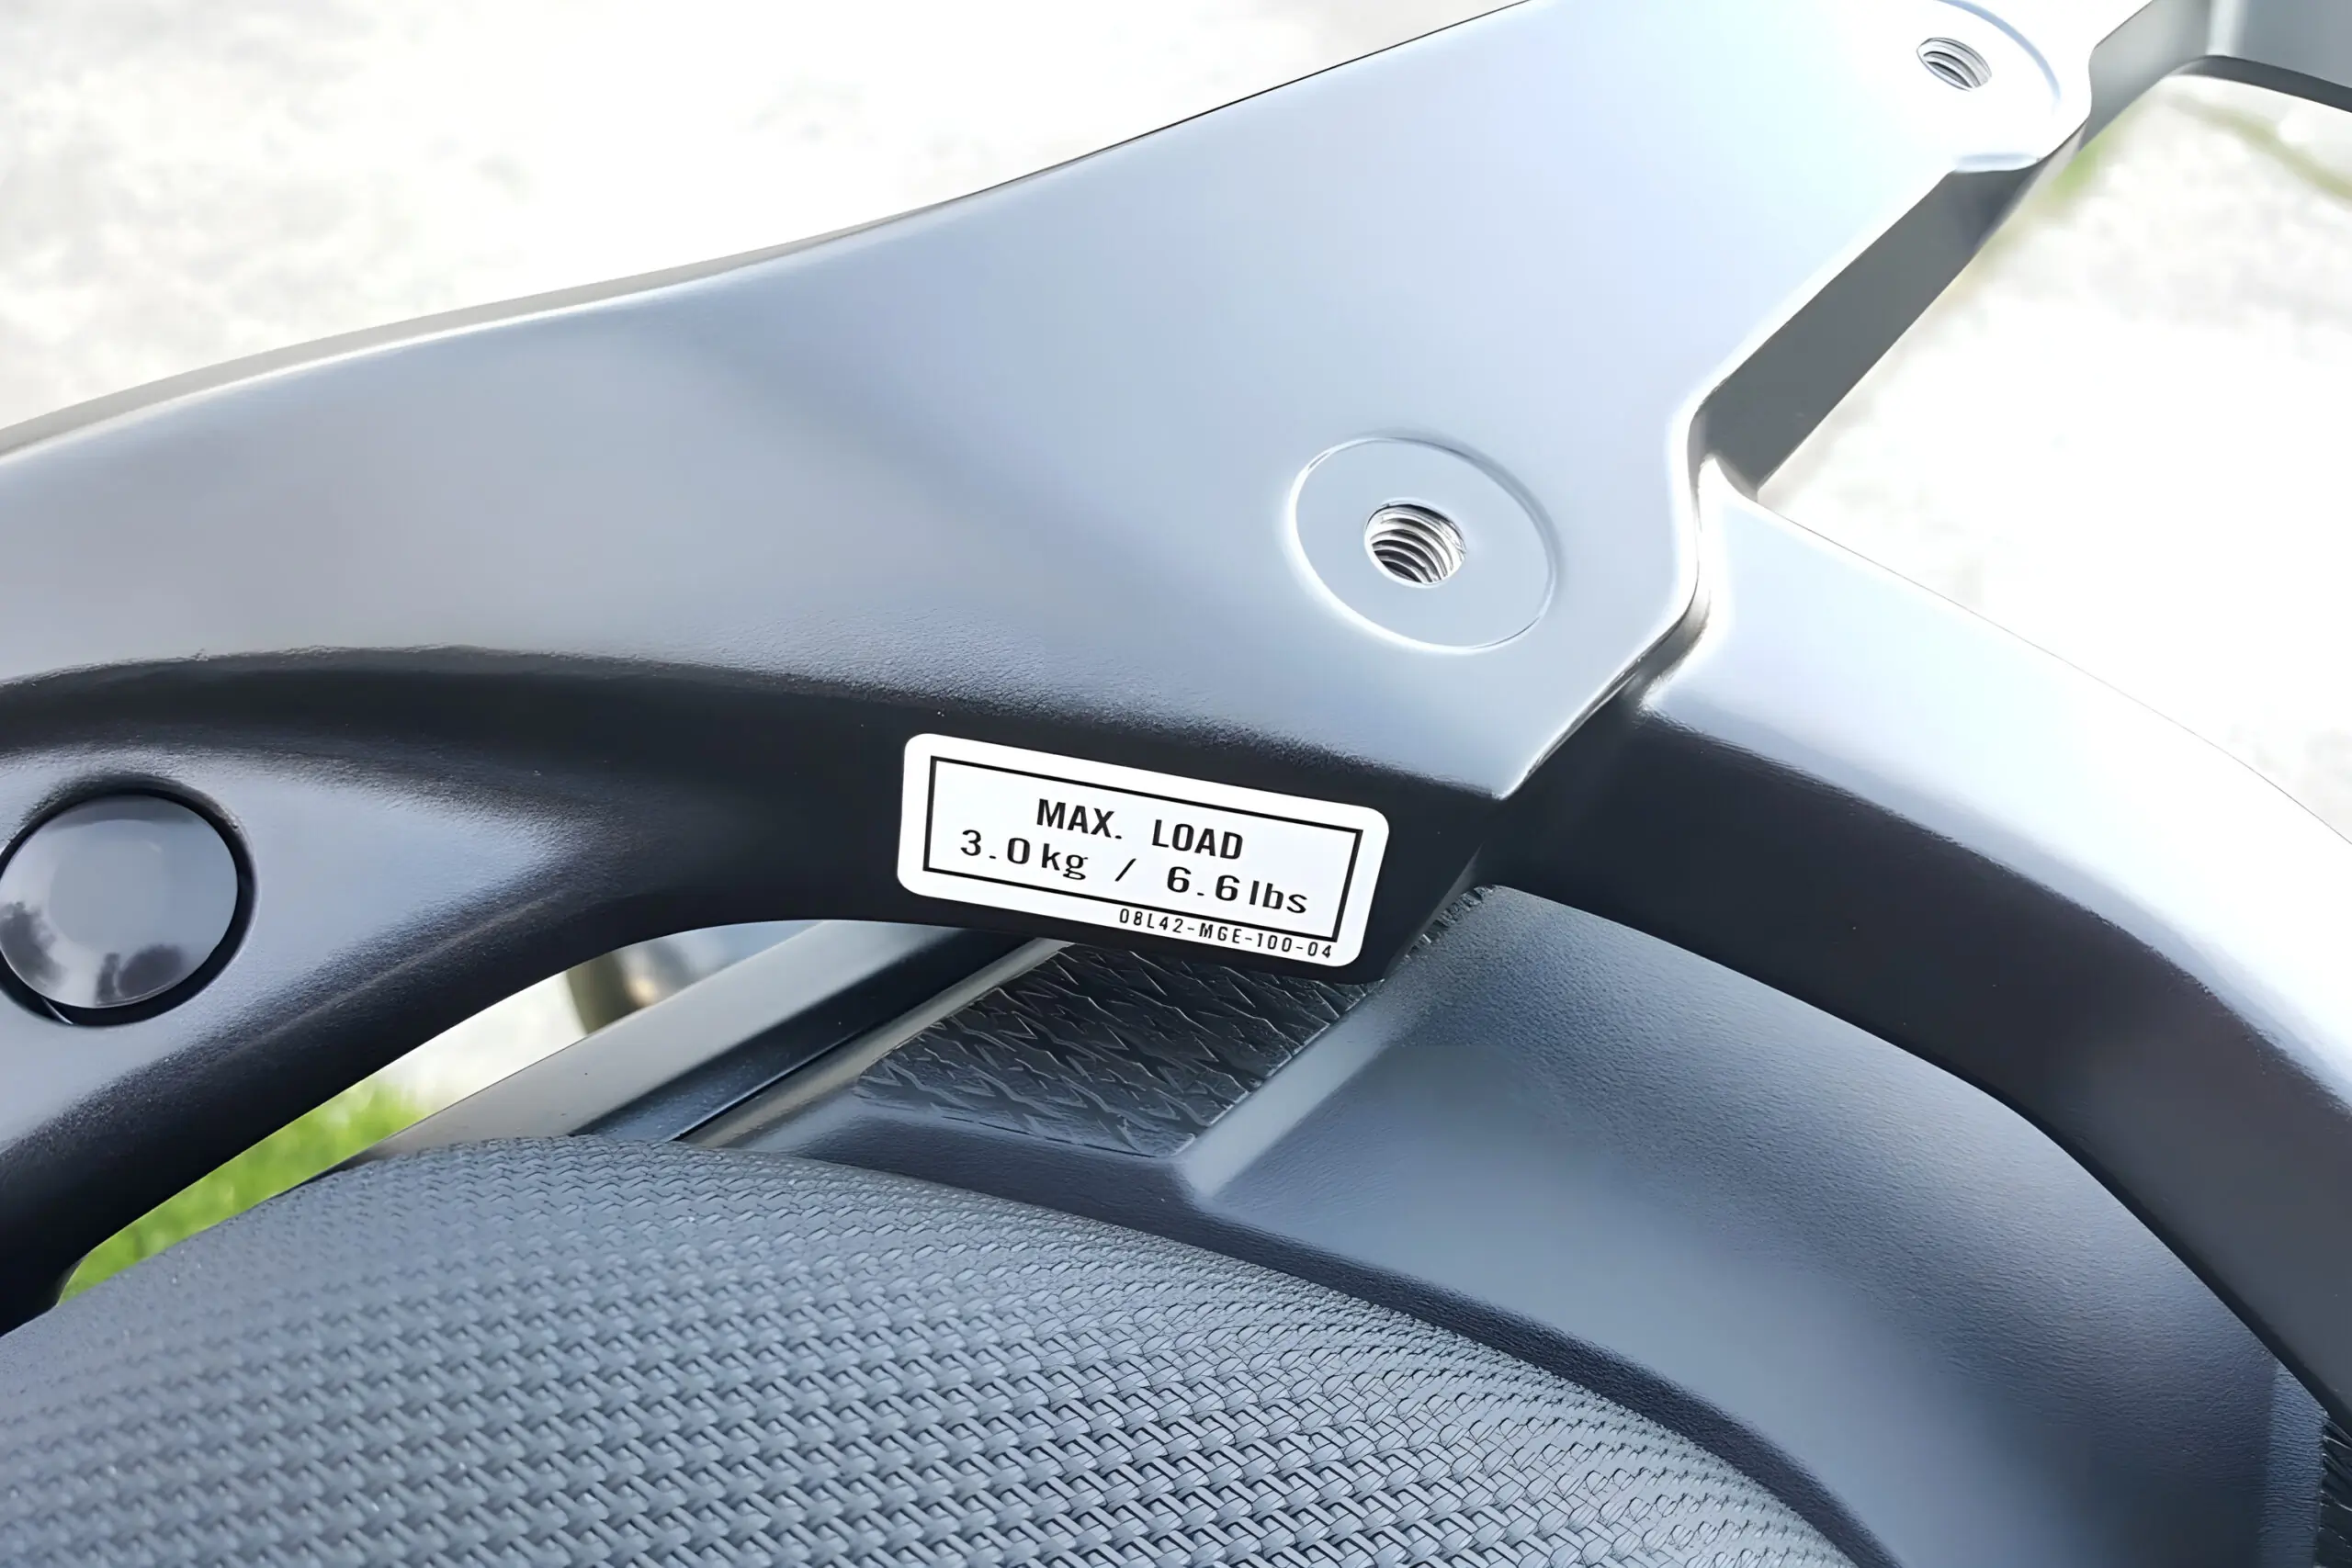 MAX. LOAD
3.0kg / 6.6lbs
08L42-MGE-100-04